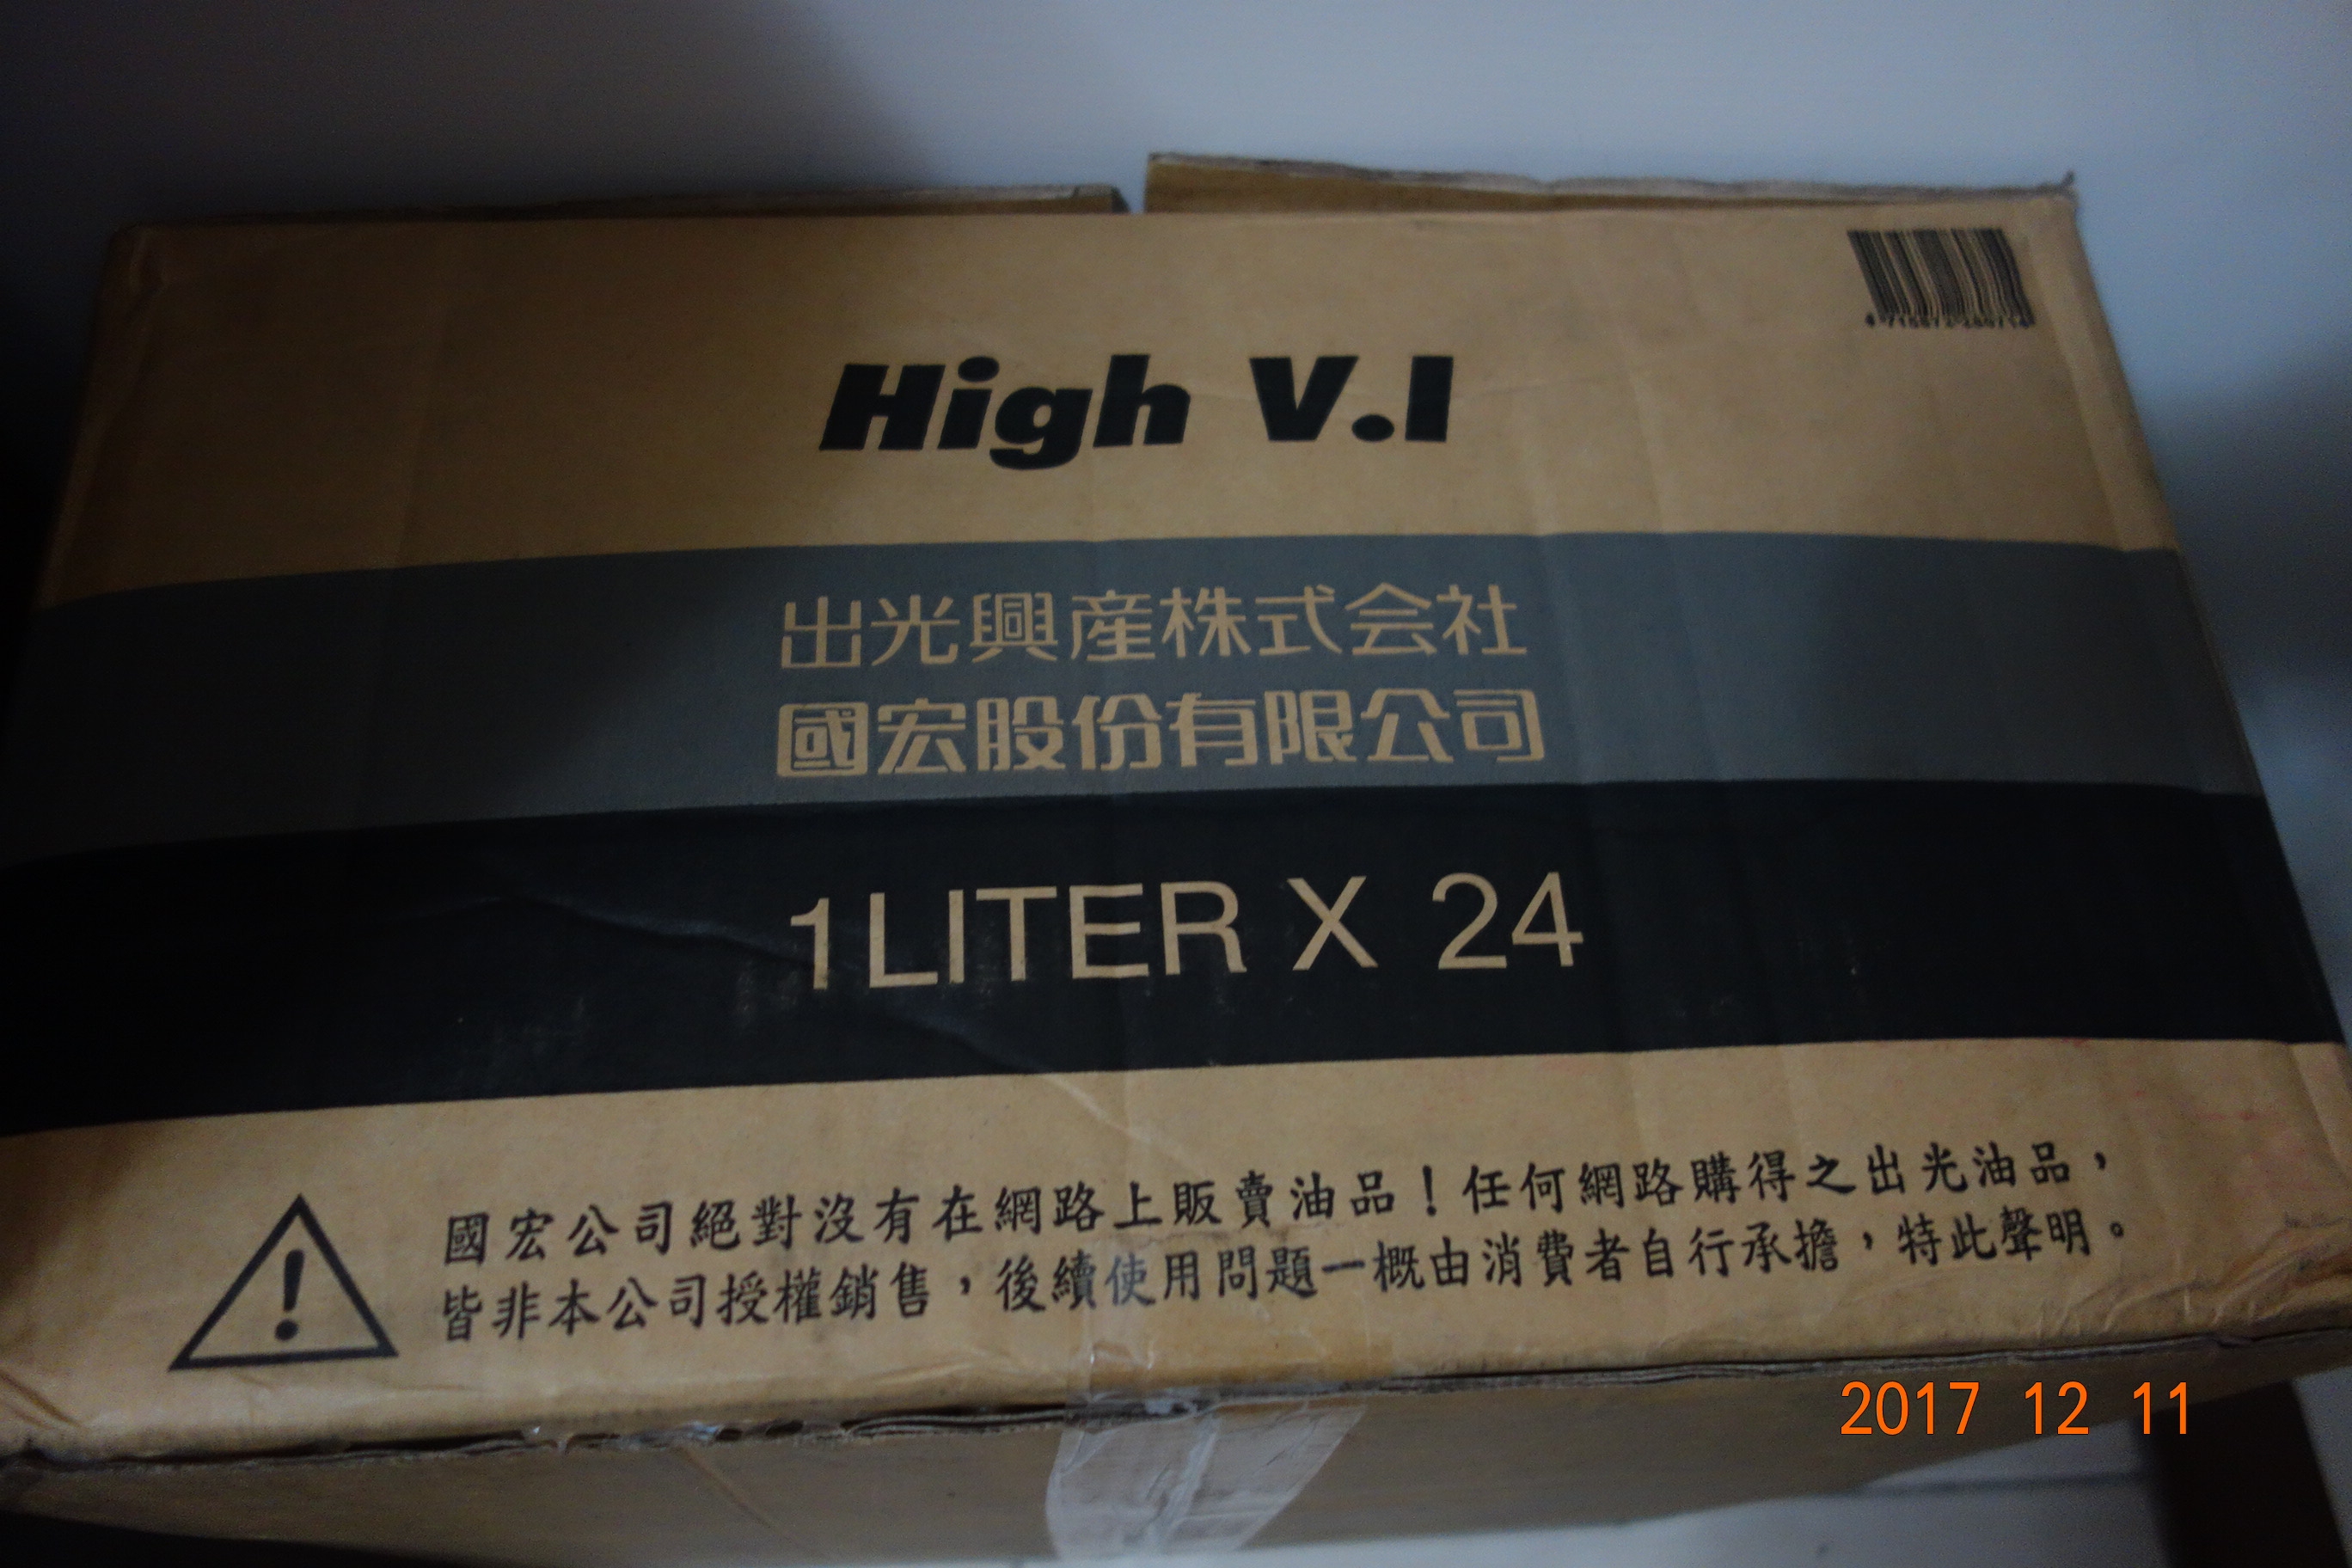 High V.I
出光興産株式会社
國宏股份有限公司
1LITER X 24
國宏公司絕對沒有在網路上販賣油品！任何網路購得之出光油品，
皆非本公司授權銷售，後續使用問題一概由消費者自行承擔，特此聲明。
2017 12 11